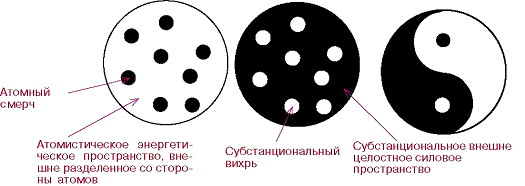 Атомный
смерч
Атомистическое энергети-
ческое пространство, вне-
шне разделенное со сторо-
ны атомов
Субстанциональный
вихрь
Субстанциональное внешне
целостное силовое
пространство